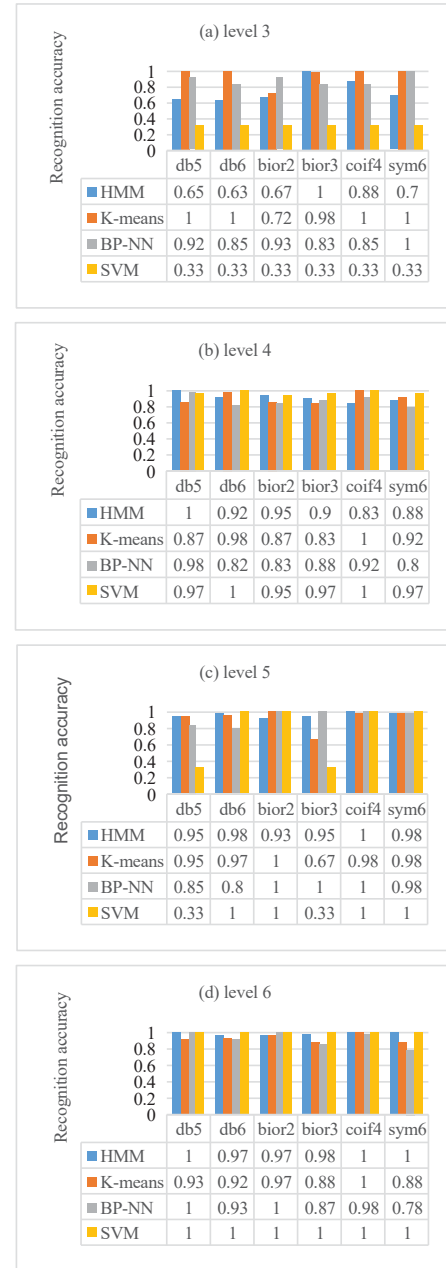 (a) level 3
Recognition accuracy
1
0.8
0.6
0.4
0.2
0
db5 db6 bior2 bior3 coif4 sym6
HMM 0.65 0.63 0.67 1 0.88 0.7
K-means 1 1 0.72 0.98 1 1
BP-NN 0.92 0.85 0.93 0.83 0.85 1
SVM 0.33 0.33 0.33 0.33 0.33 0.33
(b) level 4
Recognition accuracy
1
0.8
0.6
0.4
0.2
0
db5 db6 bior2 bior3 coif4 sym6
HMM 1 0.92 0.95 0.9 0.83 0.88
K-means 0.87 0.98 0.87 0.83 1 0.92
BP-NN 0.98 0.82 0.83 0.88 0.92 0.8
SVM 0.97 1 0.95 0.97 1 0.97
(c) level 5
Recognition accuracy
1
0.8
0.6
0.4
0.2
0
db5 db6 bior2 bior3 coif4 sym6
HMM 0.95 0.98 0.93 0.95 1 0.98
K-means 0.95 0.97 1 0.67 0.98 0.98
BP-NN 0.85 0.8 1 1 1 0.98
SVM 0.33 1 1 0.33 1 1
(d) level 6
Recognition accuracy
1
0.8
0.6
0.4
0.2
0
db5 db6 bior2 bior3 coif4 sym6
HMM 1 0.97 0.97 0.98 1 1
K-means 0.93 0.92 0.97 0.88 1 0.88
BP-NN 1 0.93 1 0.87 0.98 0.78
SVM 1 1 1 1 1 1